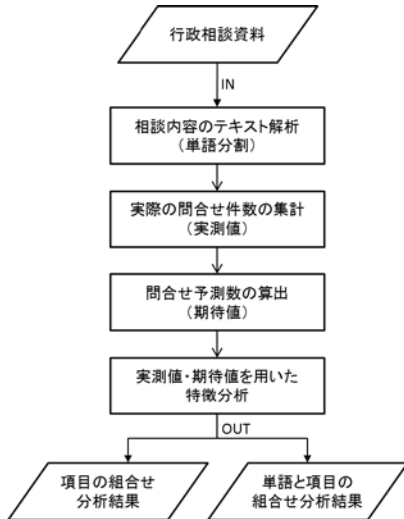 行政相談資料
IN
相談内容のテキスト解析
（単語分割）
実際の問合せ件数の集計
（実測値）
問合せ予測数の算出
（期待値）
実測値・期待値を用いた
特徴分析
OUT
項目の組合せ
分析結果
単語と項目の
組合せ分析結果